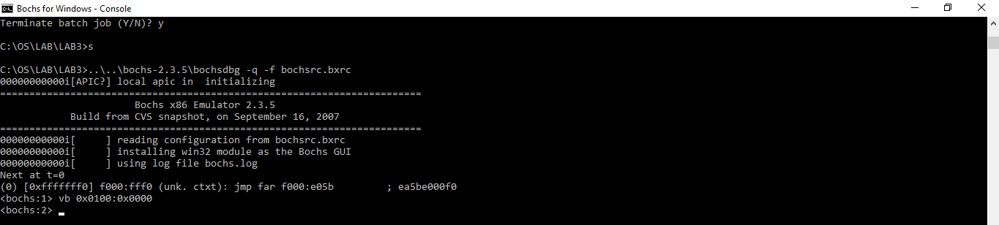 Bochs for Windows - Console
Terminate batch job (Y/N)? y
C:\OS\LAB\LAB3>s
C:\OS\LAB\LAB3>..\..\bochs-2.3.5\bochsdbg -q -f bochsrc.bxrc
00000000000i[APIC?] local apic in  initializing
========================================================================
                       Bochs x86 Emulator 2.3.5
            Build from CVS snapshot, on September 16, 2007
========================================================================
00000000000i[     ] reading configuration from bochsrc.bxrc
00000000000i[     ] installing win32 module as the Bochs GUI
00000000000i[     ] using log file bochs.log
Next at t=0
(0) [0xfffffff0] f000:fff0 (unk. ctxt): jmp far f000:e05b         ; ea5be000f0
<bochs:1> vb 0x0100:0x0000
<bochs:2>